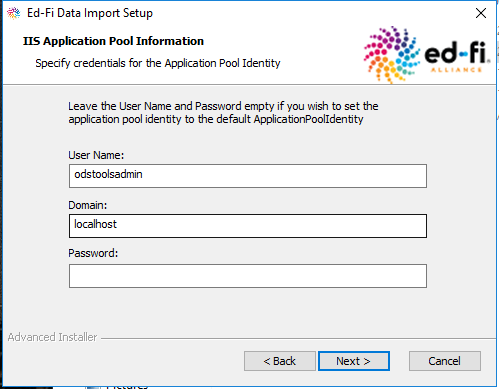 Ed-Fi Data Import Setup
IIS Application Pool Information
Specify credentials for the Application Pool Identity
ed-fi
ALLIANCE
Leave the User Name and Password empty if you wish to set the
application pool identity to the default ApplicationPoolIdentity
User Name:
odstoolsadmin
Domain:
localhost
Password:
Advanced Installer
< Back
Next >
Cancel
Pictures